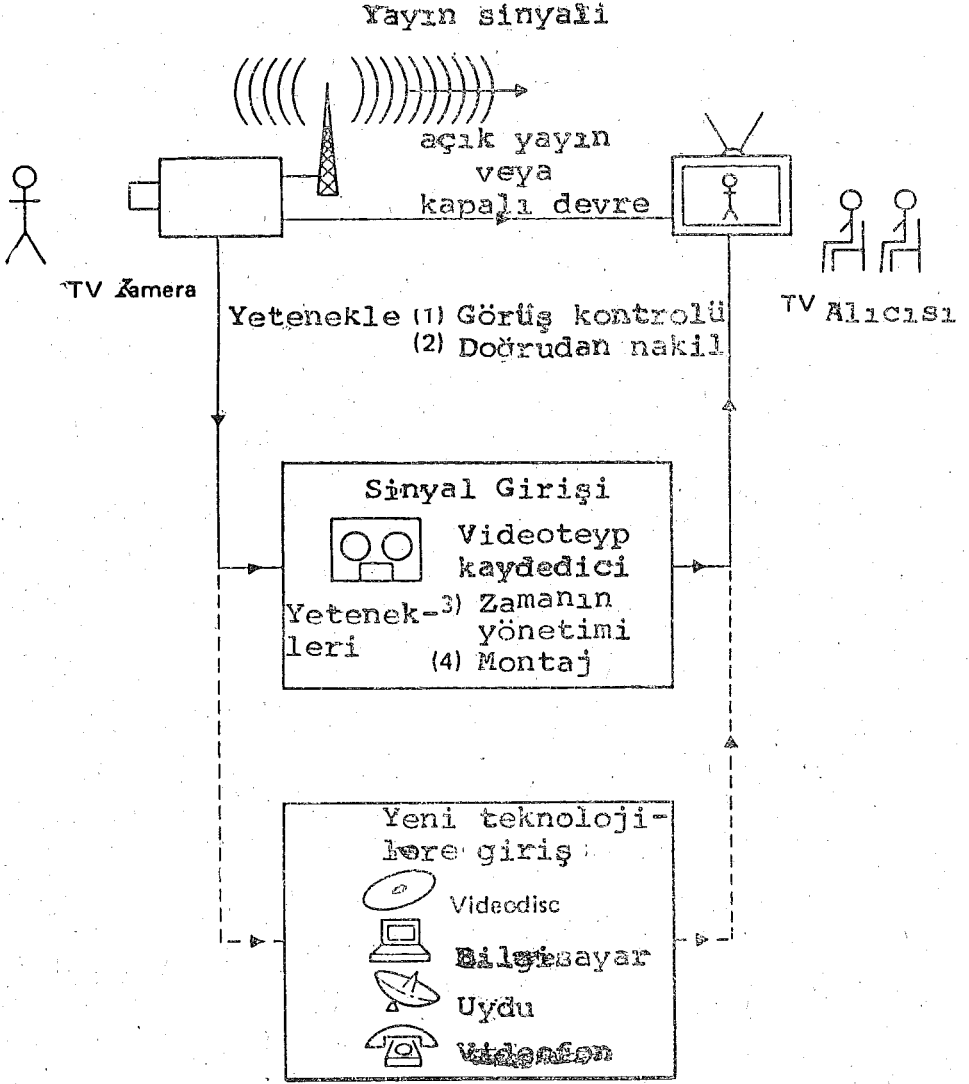 Yayın sinyali
açık yayın
veya
kapalı devre
TV Kamera
TV Alıcısı
Yetenekle (1) Görüş kontrolü
(2) Doğrudan nakil
Sinyal Girişi
Videoteyp
kaydedici
Yetenek-3) Zamanın
leri yönetimi
(4) Montaj
Yeni teknoloji-
lere giriş
Videodisc
Bilgisayar
Uydu
Videofon